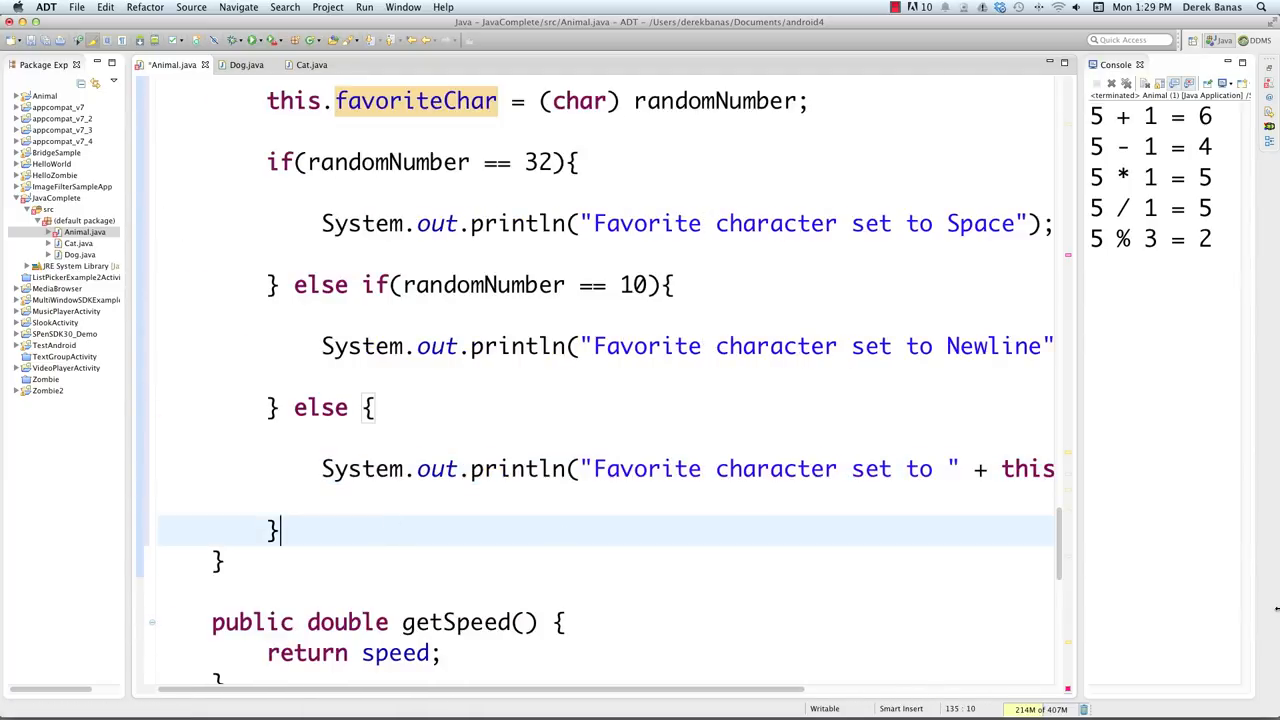 ADT File Edit Refactor Source Navigate Search Project Run Window Help 10 Mon 1:29 PM Derek Banas
Java - JavaComplete/src/Animal.java - ADT - /Users/derekbanas/Documents/android4
Quick Access Java DDMS
Package Exp *Animal.java Dog.java Cat.java Console
<terminated> Animal (1) [Java Application] /S
Animal
appcompat_v7
appcompat_v7_2
appcompat_v7_3
appcompat_v7_4
BridgeSample
HelloWorld
HelloZombie
ImageFilterSampleApp
JavaComplete
src
(default package)
Animal.java
Cat.java
Dog.java
JRE System Library [Ja
ListPickerExample2Activi
MediaBrowser
MultiWindowSDKExample
MusicPlayerActivity
SlookActivity
SPenSDK30_Demo
TestAndroid
TextGroupActivity
VideoPlayerActivity
Zombie
Zombie2
this.favoriteChar = (char) randomNumber;
if(randomNumber == 32){
System.out.println("Favorite character set to Space");
} else if(randomNumber == 10){
System.out.println("Favorite character set to Newline"
} else {
System.out.println("Favorite character set to " + this
}
}
public double getSpeed() {
return speed;
}
5 + 1 = 6
5 - 1 = 4
5 * 1 = 5
5 / 1 = 5
5 % 3 = 2
Writable Smart Insert 135 : 10 214M of 407M